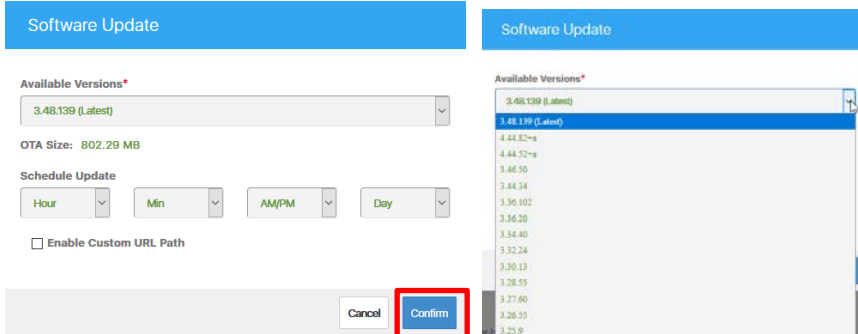 Software Update
Available Versions*
3.48.139 (Latest)
OTA Size: 802.29 MB
Schedule Update
Hour Min AM/PM Day
Enable Custom URL Path
Cancel Confirm
Software Update
Available Versions*
3.48.139 (Latest)
3.48.139 (Latest)
4.44.82+a
4.44.52+a
3.46.50
3.44.34
3.36.102
3.36.20
3.34.40
3.32.24
3.30.13
3.28.55
3.27.60
3.26.55
3.25.9